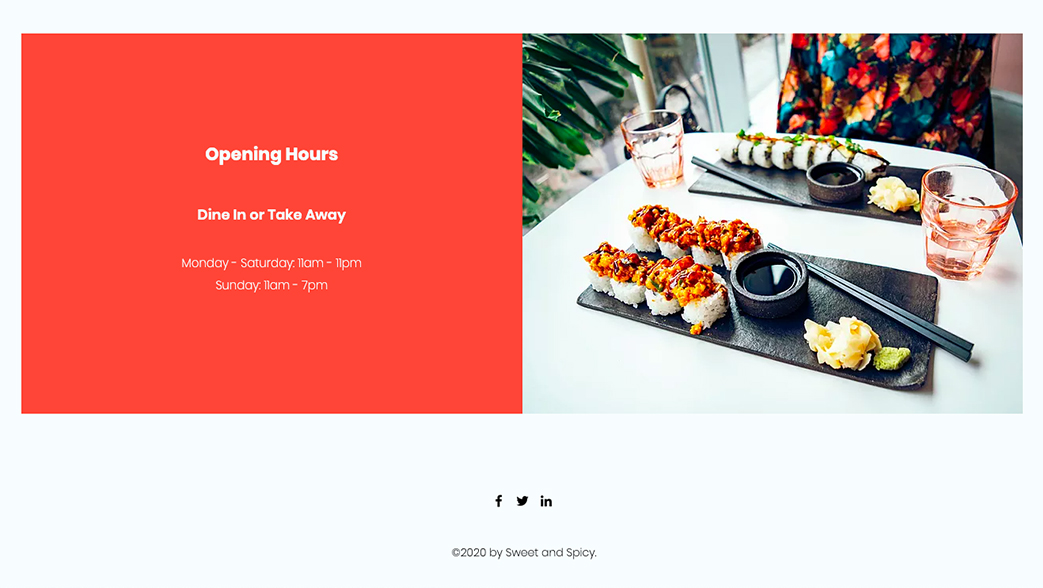 Opening Hours
Dine In or Take Away
Monday - Saturday: 11am - 11pm
Sunday: 11am - 7pm
©2020 by Sweet and Spicy.